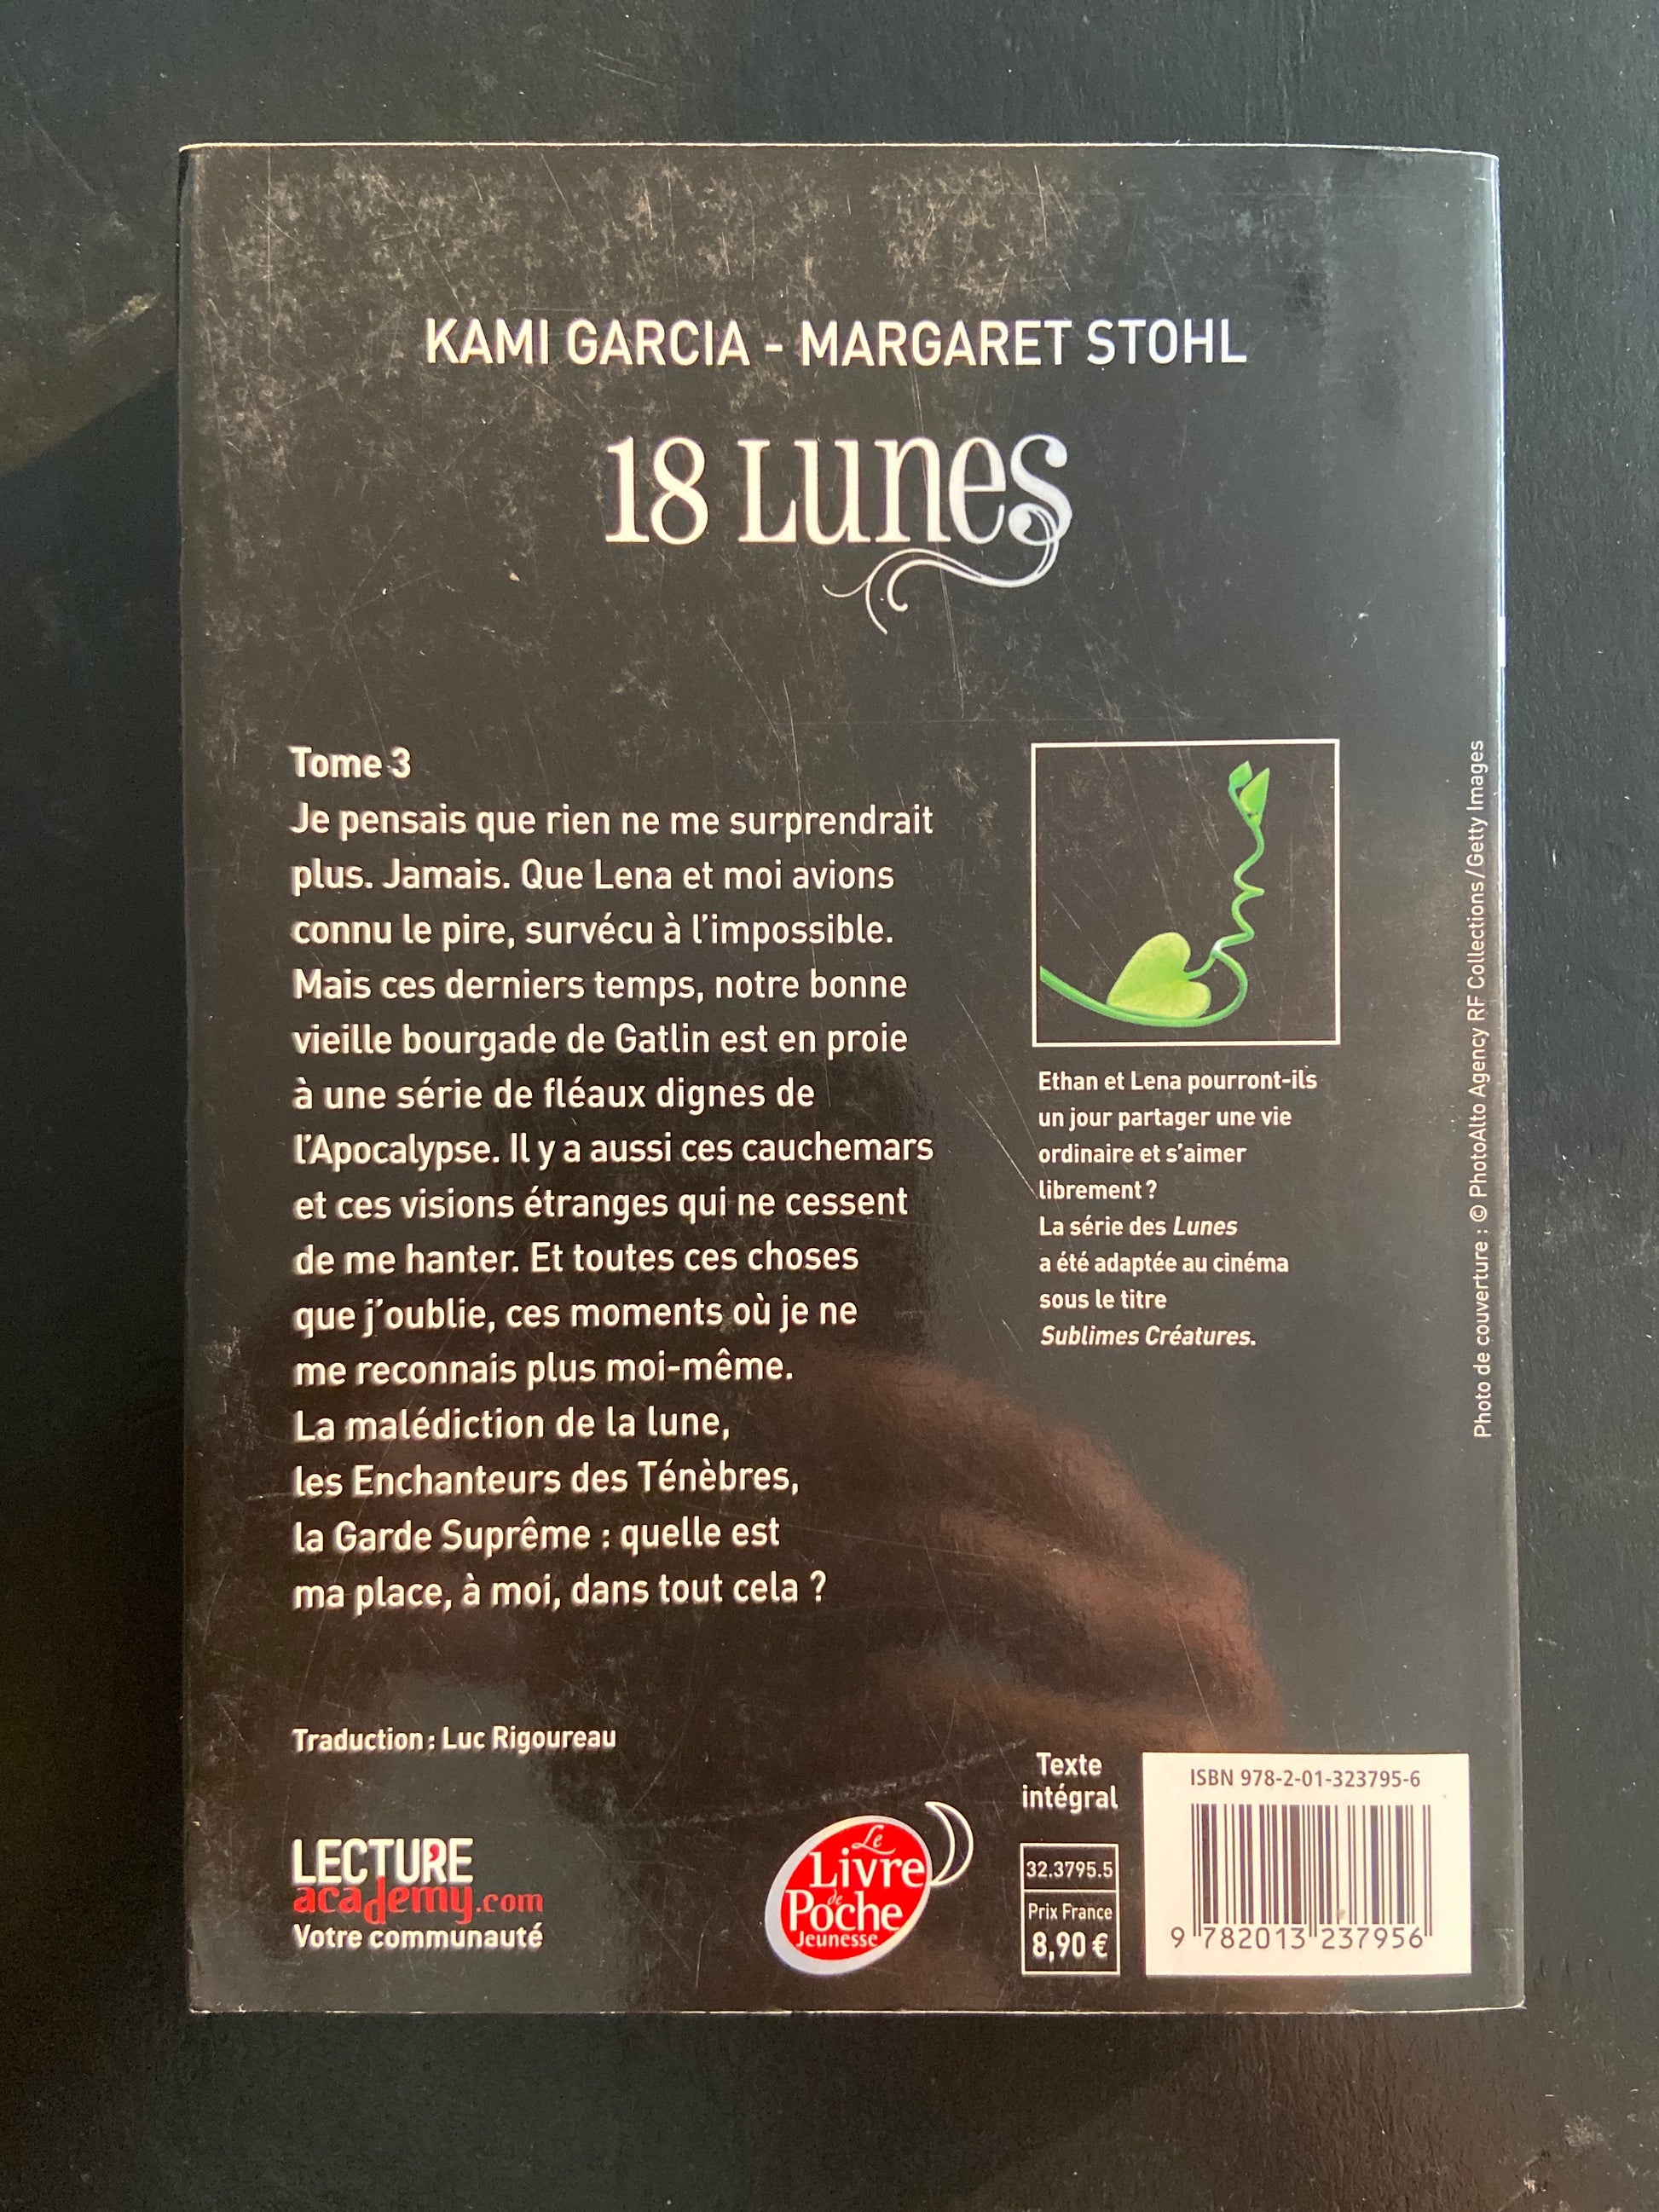 KAMI GARCIA - MARGARET STOHL
18 Lunes
Tome 3
Je pensais que rien ne me surprendrait
plus. Jamais. Que Lena et moi avions
connu le pire, survécu à l'impossible.
Mais ces derniers temps, notre bonne
vieille bourgade de Gatlin est en proie
à une série de fléaux dignes de
l'Apocalypse. Il y a aussi ces cauchemars
et ces visions étranges qui ne cessent
de me hanter. Et toutes ces choses
que j'oublie, ces moments où je ne
me reconnais plus moi-même.
La malédiction de la lune,
les Enchanteurs des Ténèbres,
la Garde Suprême : quelle est
ma place, à moi, dans tout cela ?
Ethan et Lena pourront-ils
un jour partager une vie
ordinaire et s'aimer
librement ?
La série des Lunes
a été adaptée au cinéma
sous le titre
Sublimes Créatures.
Photo de couverture : © PhotoAlto Agency RF Collections / Getty Images
Traduction : Luc Rigoureau
LECTURE
academy.com
Votre communauté
Le
Livre
de
Poche
Jeunesse
Texte
intégral
32.3795.5
Prix France
8,90 €
ISBN 978-2-01-323795-6
9 782013 237956